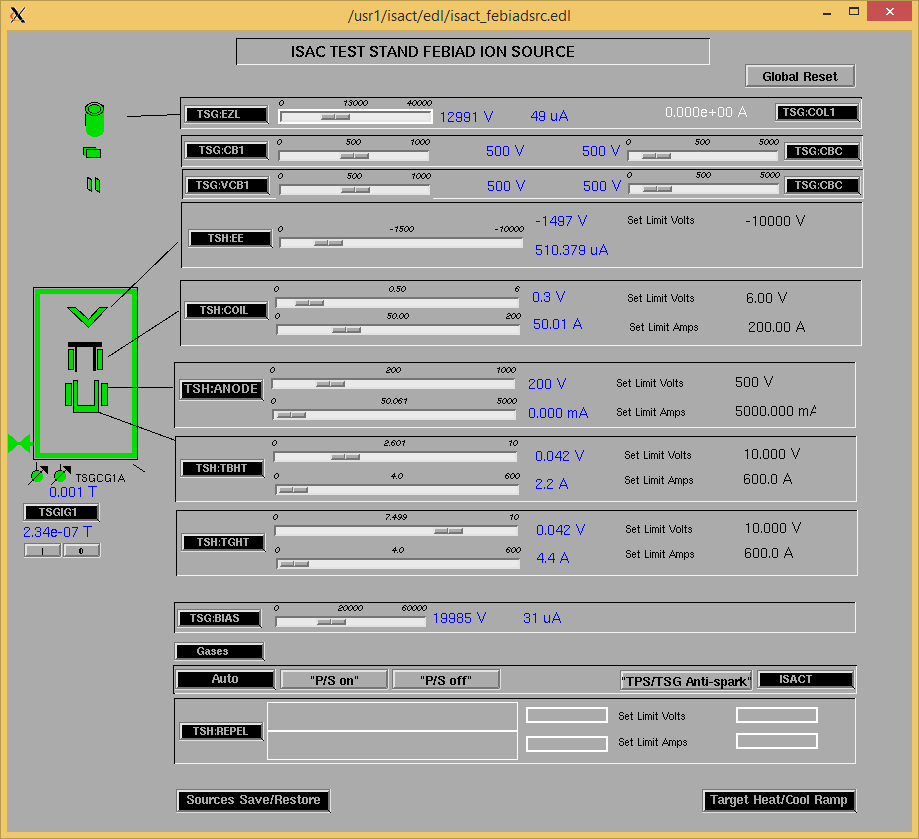 X
/usr1/isact/edl/isact_febiadsrc.edl
ISAC TEST STAND FEBIAD ION SOURCE
Global Reset
TSG:EZL 0 13000 40000 12991 V 49 uA 0.000e+00 A TSG:COL1
TSG:CB1 0 500 1000 500 V 500 V 0 500 5000 TSG:CBC
TSG:VCB1 0 500 1000 500 V 500 V 0 500 5000 TSG:CBC
TSH:EE 0 -1500 -10000 -1497 V Set Limit Volts -10000 V
510.379 uA
TSH:COIL 0 0.50 6 0.3 V Set Limit Volts 6.00 V
0 50.00 200 50.01 A Set Limit Amps 200.00 A
TSH:ANODE 0 200 1000 200 V Set Limit Volts 500 V
0 50.061 5000 0.000 mA Set Limit Amps 5000.000 mA
TSH:TBHT 0 2.601 10 0.042 V Set Limit Volts 10.000 V
0 4.0 600 2.2 A Set Limit Amps 600.0 A
TSGCG1A
0.001 T
TSGIG1
2.34e-07 T
I 0
TSH:TGHT 0 7.499 10 0.042 V Set Limit Volts 10.000 V
0 4.0 600 4.4 A Set Limit Amps 600.0 A
TSG:BIAS 0 20000 60000 19985 V 31 uA
Gases
Auto "P/S on" "P/S off" "TPS/TSG Anti-spark" ISACT
TSH:REPEL Set Limit Volts
Set Limit Amps
Sources Save/Restore Target Heat/Cool Ramp